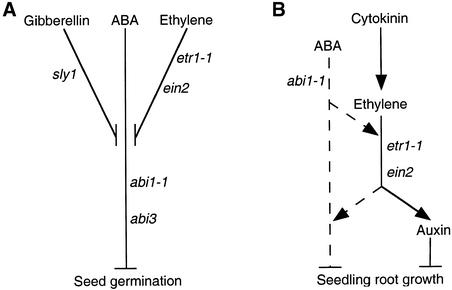 A
Gibberellin ABA Ethylene
sly1
etr1-1
ein2
abi1-1
abi3
Seed germination
B
Cytokinin
ABA
abi1-1
Ethylene
etr1-1
ein2
Auxin
Seedling root growth